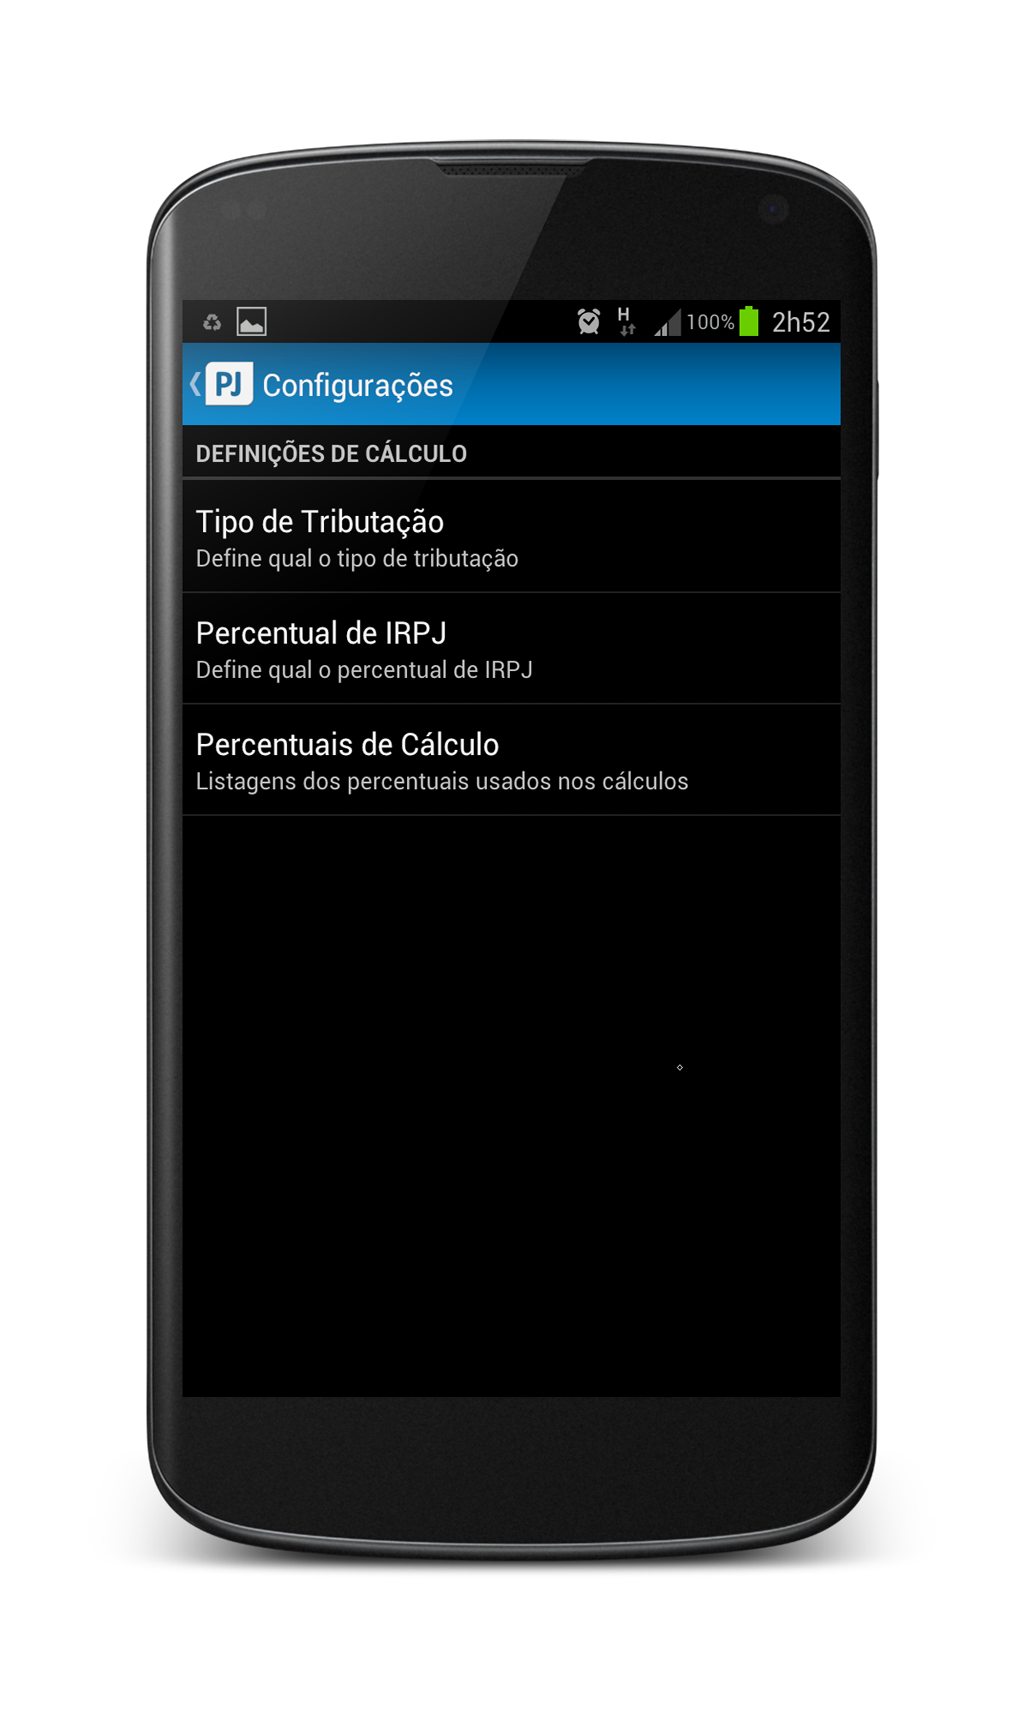 H 100% 2h52
PJ Configurações
DEFINIÇÕES DE CÁLCULO
Tipo de Tributação
Define qual o tipo de tributação
Percentual de IRPJ
Define qual o percentual de IRPJ
Percentuais de Cálculo
Listagens dos percentuais usados nos cálculos